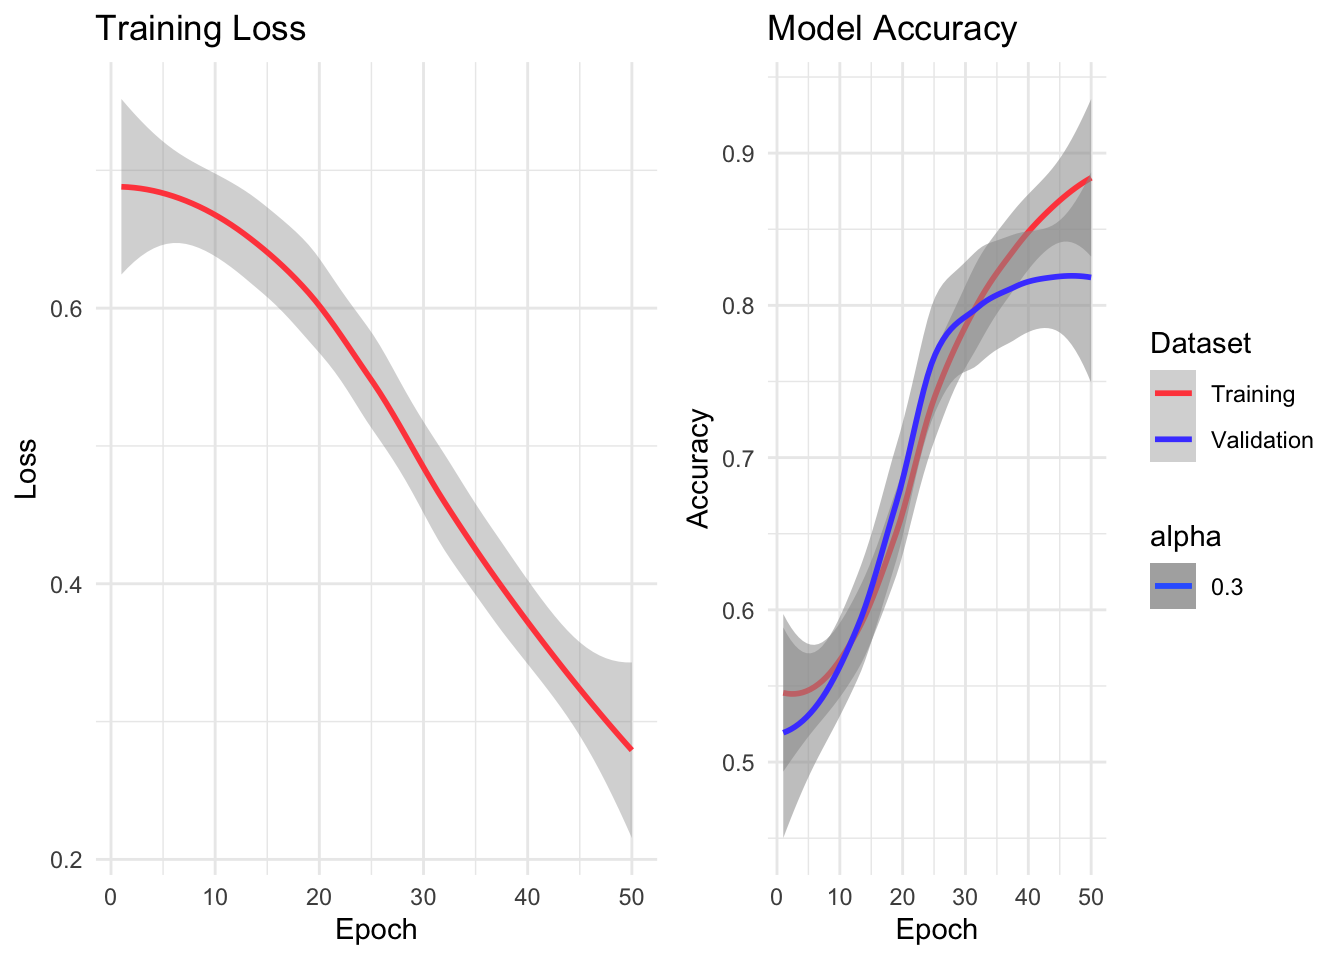 Training Loss
Loss
0.6
0.4
0.2
0 10 20 30 40 50
Epoch
Model Accuracy
Accuracy
0.9
0.8
0.7
0.6
0.5
0 10 20 30 40 50
Epoch
Dataset
Training
Validation
alpha
0.3